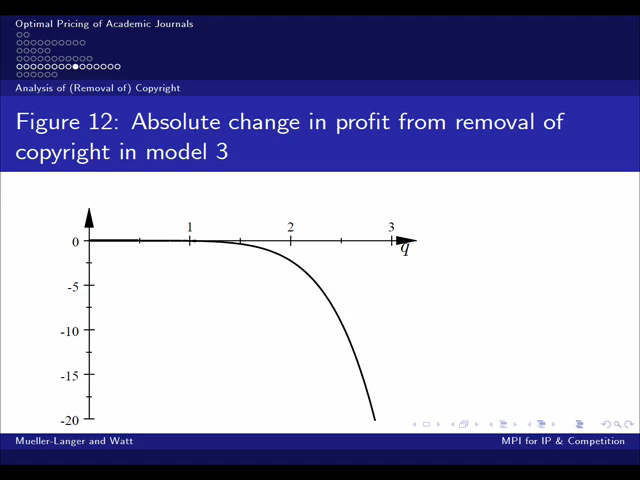 Optimal Pricing of Academic Journals
Analysis of (Removal of) Copyright
Figure 12: Absolute change in profit from removal of
copyright in model 3
1 2 3
0
q
-5
-10
-15
-20
Mueller-Langer and Watt MPI for IP & Competition